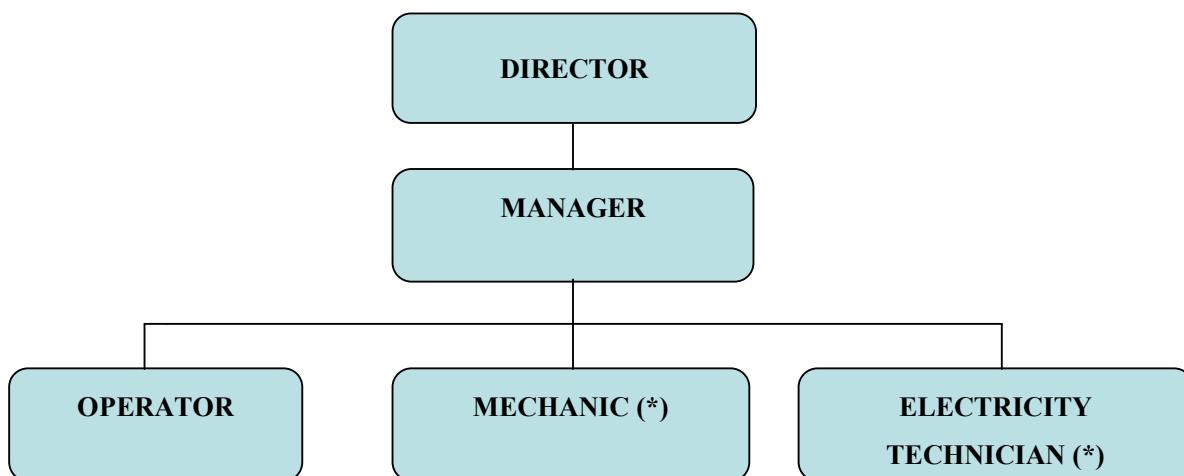 DIRECTOR
MANAGER
OPERATOR
MECHANIC (*)
ELECTRICITY
TECHNICIAN (*)